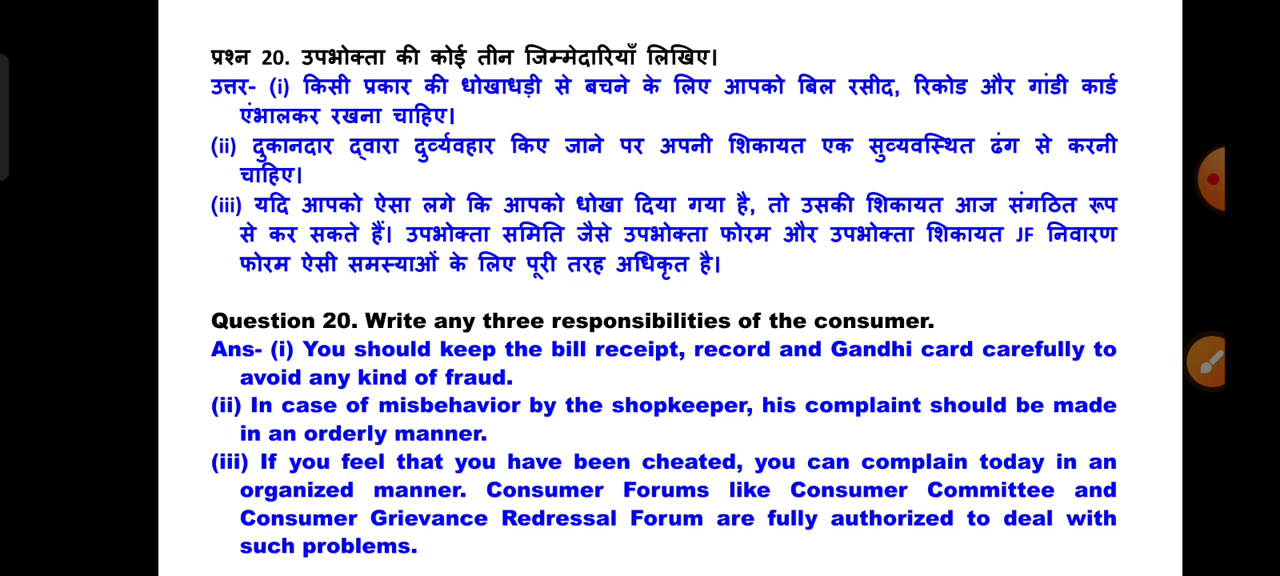 प्रश्न 20. उपभोक्ता की कोई तीन जिम्मेदारियाँ लिखिए।
उत्तर- (i) किसी प्रकार की धोखाधड़ी से बचने के लिए आपको बिल रसीद, रिकोड और गांडी कार्ड
एंभालकर रखना चाहिए।
(ii) दुकानदार द्वारा दुर्व्यवहार किए जाने पर अपनी शिकायत एक सुव्यवस्थित ढंग से करनी
चाहिए।
(iii) यदि आपको ऐसा लगे कि आपको धोखा दिया गया है, तो उसकी शिकायत आज संगठित रूप
से कर सकते हैं। उपभोक्ता समिति जैसे उपभोक्ता फोरम और उपभोक्ता शिकायत JF निवारण
फोरम ऐसी समस्याओं के लिए पूरी तरह अधिकृत है।
Question 20. Write any three responsibilities of the consumer.
Ans- (i) You should keep the bill receipt, record and Gandhi card carefully to
avoid any kind of fraud.
(ii) In case of misbehavior by the shopkeeper, his complaint should be made
in an orderly manner.
(iii) If you feel that you have been cheated, you can complain today in an
organized manner. Consumer Forums like Consumer Committee and
Consumer Grievance Redressal Forum are fully authorized to deal with
such problems.